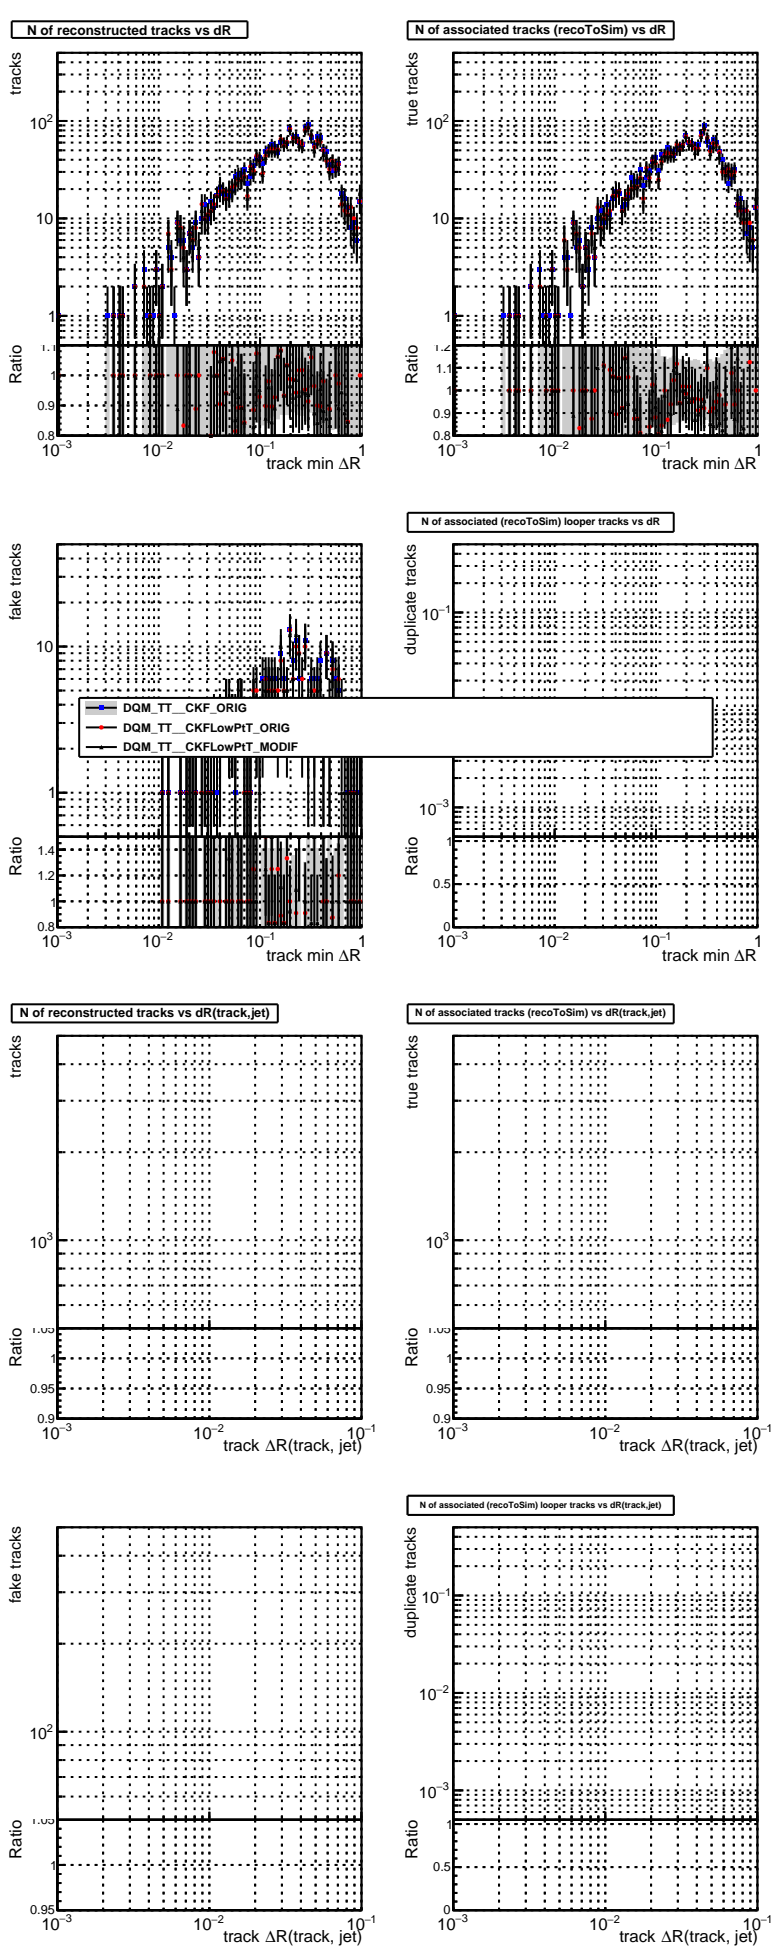 N of reconstructed tracks vs dR
tracks
10²
10
1
Ratio
1.1
1
0.9
0.8
10⁻³
10⁻²
10⁻¹
1
track min ΔR
N of associated tracks (recoToSim) vs dR
true tracks
10²
10
1
Ratio
1.2
1.1
1
0.9
0.8
10⁻³
10⁻²
10⁻¹
1
track min ΔR
fake tracks
10
1
Ratio
1.4
1.2
1
0.8
10⁻³
10⁻²
10⁻¹
1
track min ΔR
N of associated (recoToSim) looper tracks vs dR
duplicate tracks
10⁻¹
10⁻³
Ratio
1
0.5
0
10⁻³
10⁻²
10⁻¹
1
track min ΔR
DQM_TT__CKF_ORIG
DQM_TT__CKFLowPtT_ORIG
DQM_TT__CKFLowPtT_MODIF
N of reconstructed tracks vs dR(track,jet)
tracks
10³
Ratio
1.05
1
0.95
0.9
10⁻³
10⁻²
10⁻¹
track ΔR(track, jet)
N of associated tracks (recoToSim) vs dR(track,jet)
true tracks
10³
Ratio
1.05
1
0.95
0.9
10⁻³
10⁻²
10⁻¹
track ΔR(track, jet)
fake tracks
10²
Ratio
1.05
1
0.95
10⁻³
10⁻²
10⁻¹
track ΔR(track, jet)
N of associated (recoToSim) looper tracks vs dR(track,jet)
duplicate tracks
10⁻¹
10⁻²
10⁻³
Ratio
1
0.5
0
10⁻³
10⁻²
10⁻¹
track ΔR(track, jet)